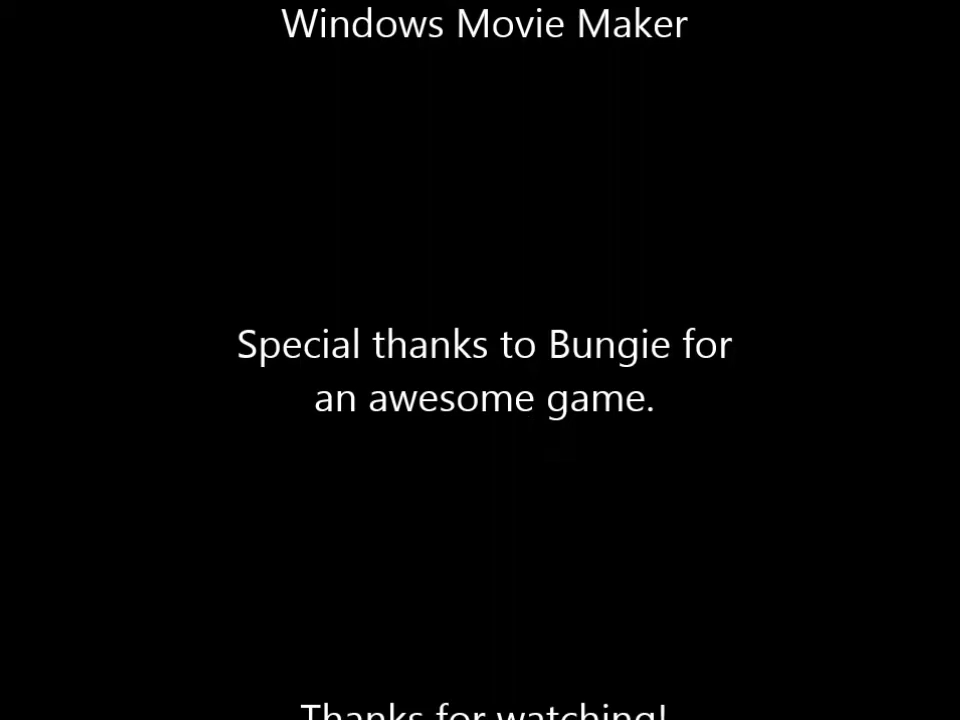 Windows Movie Maker
Special thanks to Bungie for
an awesome game.
Thanks for watching!